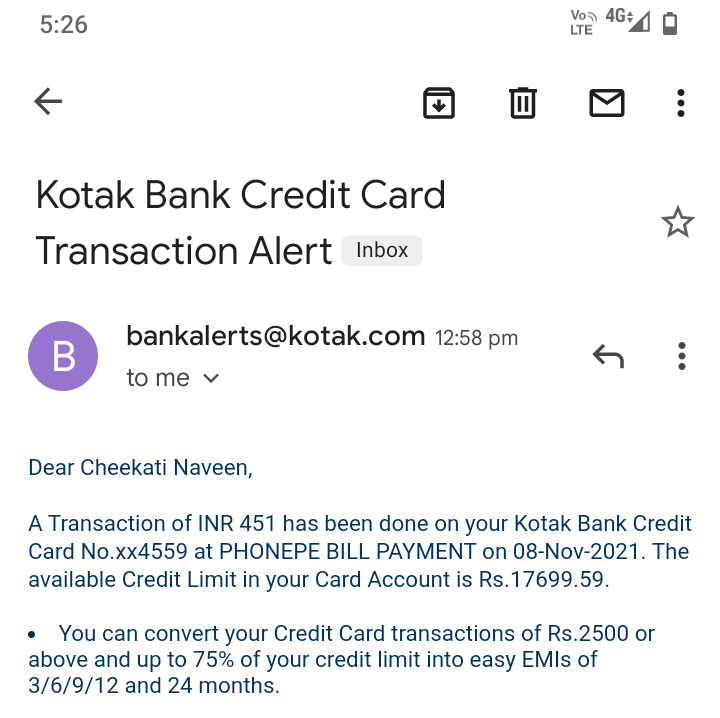 5:26
Vo
LTE
4G
Kotak Bank Credit Card
Transaction Alert Inbox
B
bankalerts@kotak.com 12:58 pm
to me
Dear Cheekati Naveen,
A Transaction of INR 451 has been done on your Kotak Bank Credit
Card No.xx4559 at PHONEPE BILL PAYMENT on 08-Nov-2021. The
available Credit Limit in your Card Account is Rs.17699.59.
• You can convert your Credit Card transactions of Rs.2500 or
above and up to 75% of your credit limit into easy EMIs of
3/6/9/12 and 24 months.